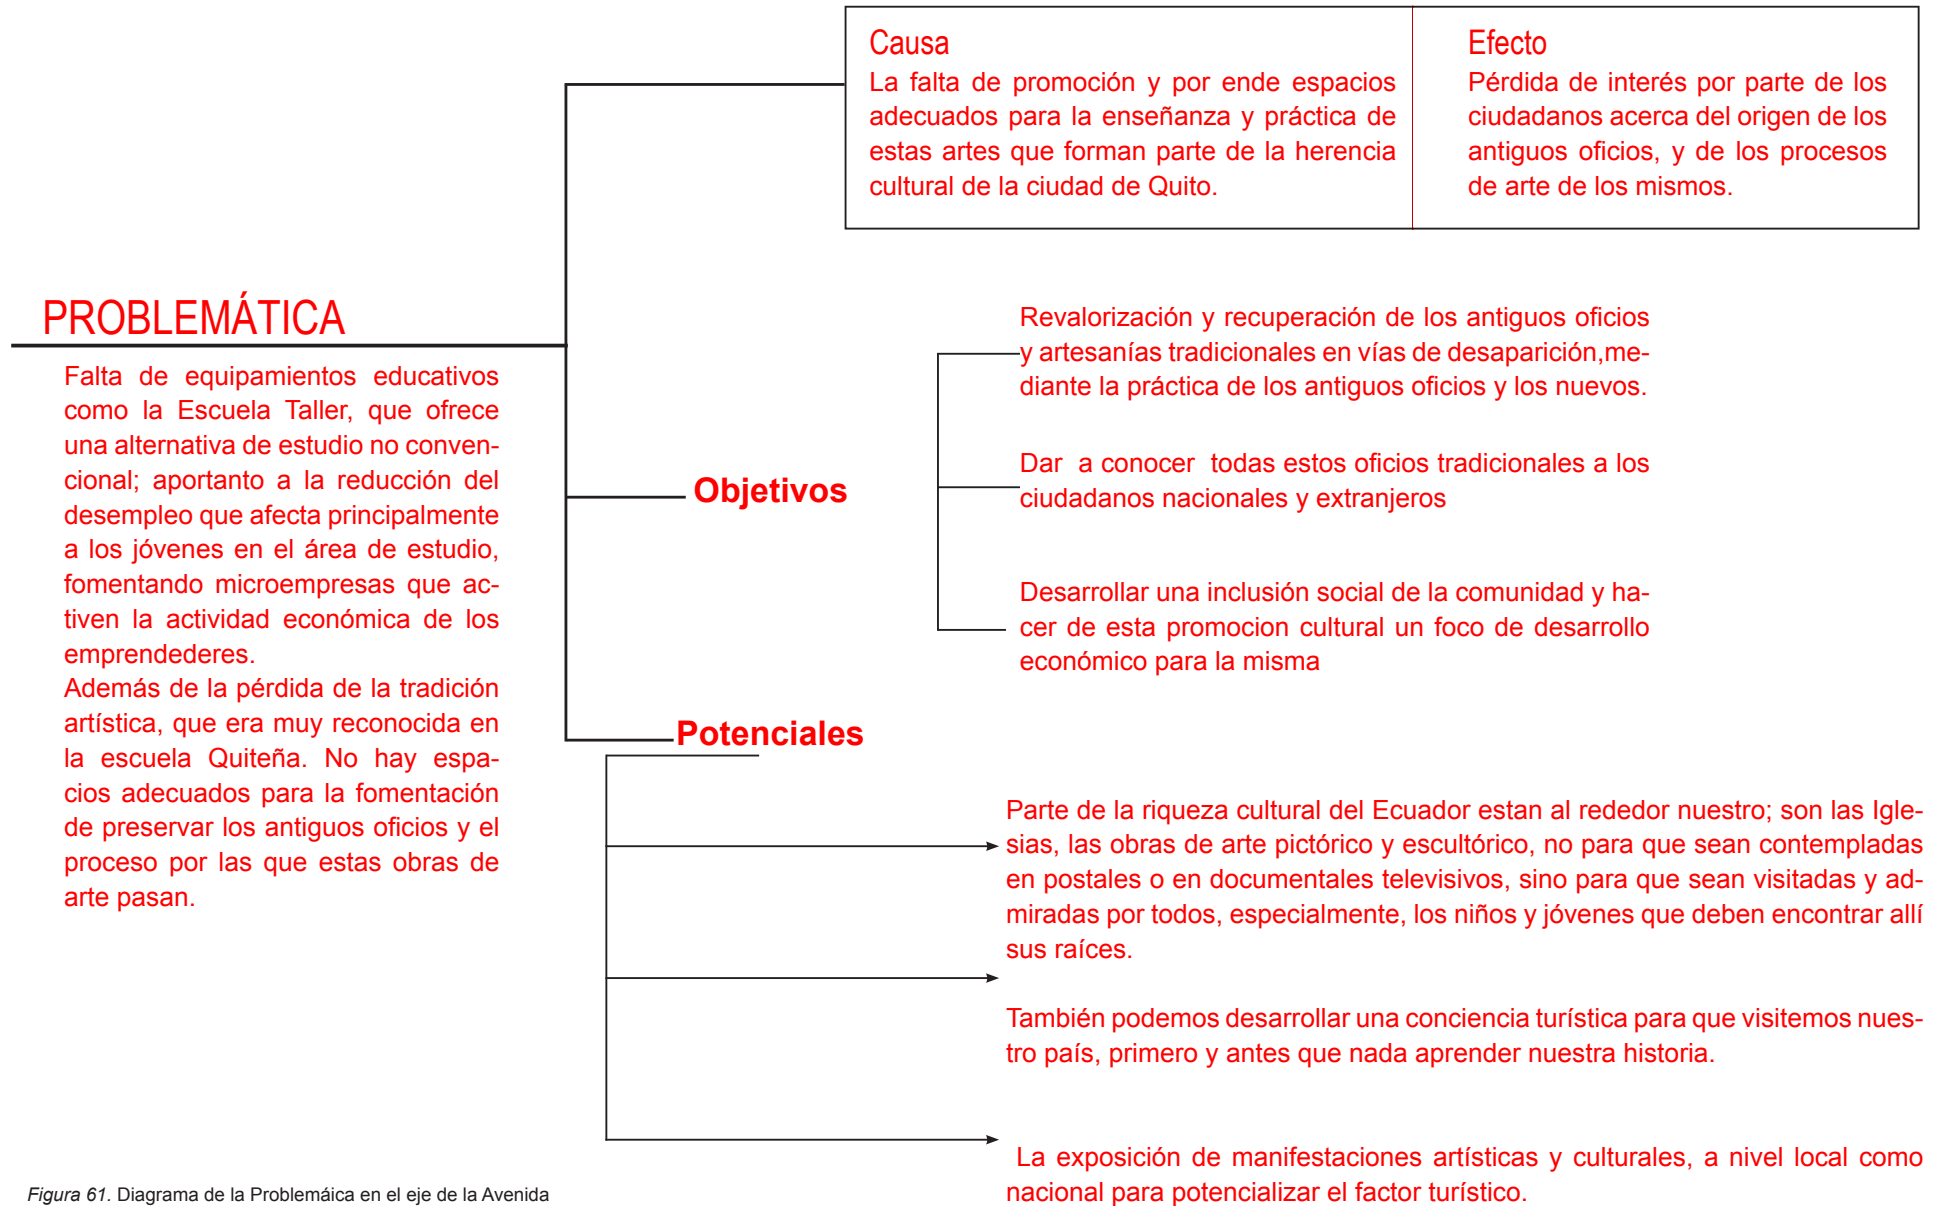 Causa
La falta de promoción y por ende espacios
adecuados para la enseñanza y práctica de
estas artes que forman parte de la herencia
cultural de la ciudad de Quito.
Efecto
Pérdida de interés por parte de los
ciudadanos acerca del origen de los
antiguos oficios, y de los procesos
de arte de los mismos.
PROBLEMÁTICA
Falta de equipamientos educativos
como la Escuela Taller, que ofrece
una alternativa de estudio no conven-
cional; aportanto a la reducción del
desempleo que afecta principalmente
a los jóvenes en el área de estudio,
fomentando microempresas que ac-
tiven la actividad económica de los
emprendederes.
Además de la pérdida de la tradición
artística, que era muy reconocida en
la escuela Quiteña. No hay espa-
cios adecuados para la fomentación
de preservar los antiguos oficios y el
proceso por las que estas obras de
arte pasan.
Objetivos
Revalorización y recuperación de los antiguos oficios
y artesanías tradicionales en vías de desaparición,me-
diante la práctica de los antiguos oficios y los nuevos.
Dar a conocer todas estos oficios tradicionales a los
ciudadanos nacionales y extranjeros
Desarrollar una inclusión social de la comunidad y ha-
cer de esta promocion cultural un foco de desarrollo
económico para la misma
Potenciales
Parte de la riqueza cultural del Ecuador estan al rededor nuestro; son las Igle-
sias, las obras de arte pictórico y escultórico, no para que sean contempladas
en postales o en documentales televisivos, sino para que sean visitadas y ad-
miradas por todos, especialmente, los niños y jóvenes que deben encontrar allí
sus raíces.
También podemos desarrollar una conciencia turística para que visitemos nues-
tro país, primero y antes que nada aprender nuestra historia.
La exposición de manifestaciones artísticas y culturales, a nivel local como
nacional para potencializar el factor turístico.
Figura 61. Diagrama de la Problemáica en el eje de la Avenida